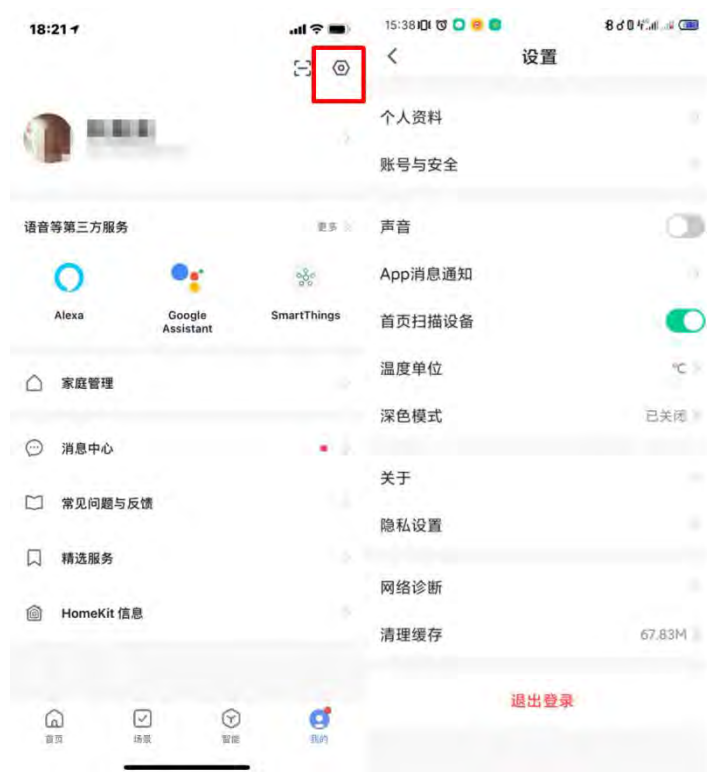 18:21
语音等第三方服务
更多
Alexa
Google
Assistant
SmartThings
家庭管理
消息中心
常见问题与反馈
精选服务
HomeKit 信息
首页
场景
智能
我的
15:38
设置
个人资料
账号与安全
声音
App消息通知
首页扫描设备
温度单位
℃
深色模式
已关闭
关于
隐私设置
网络诊断
清理缓存
67.83M
退出登录